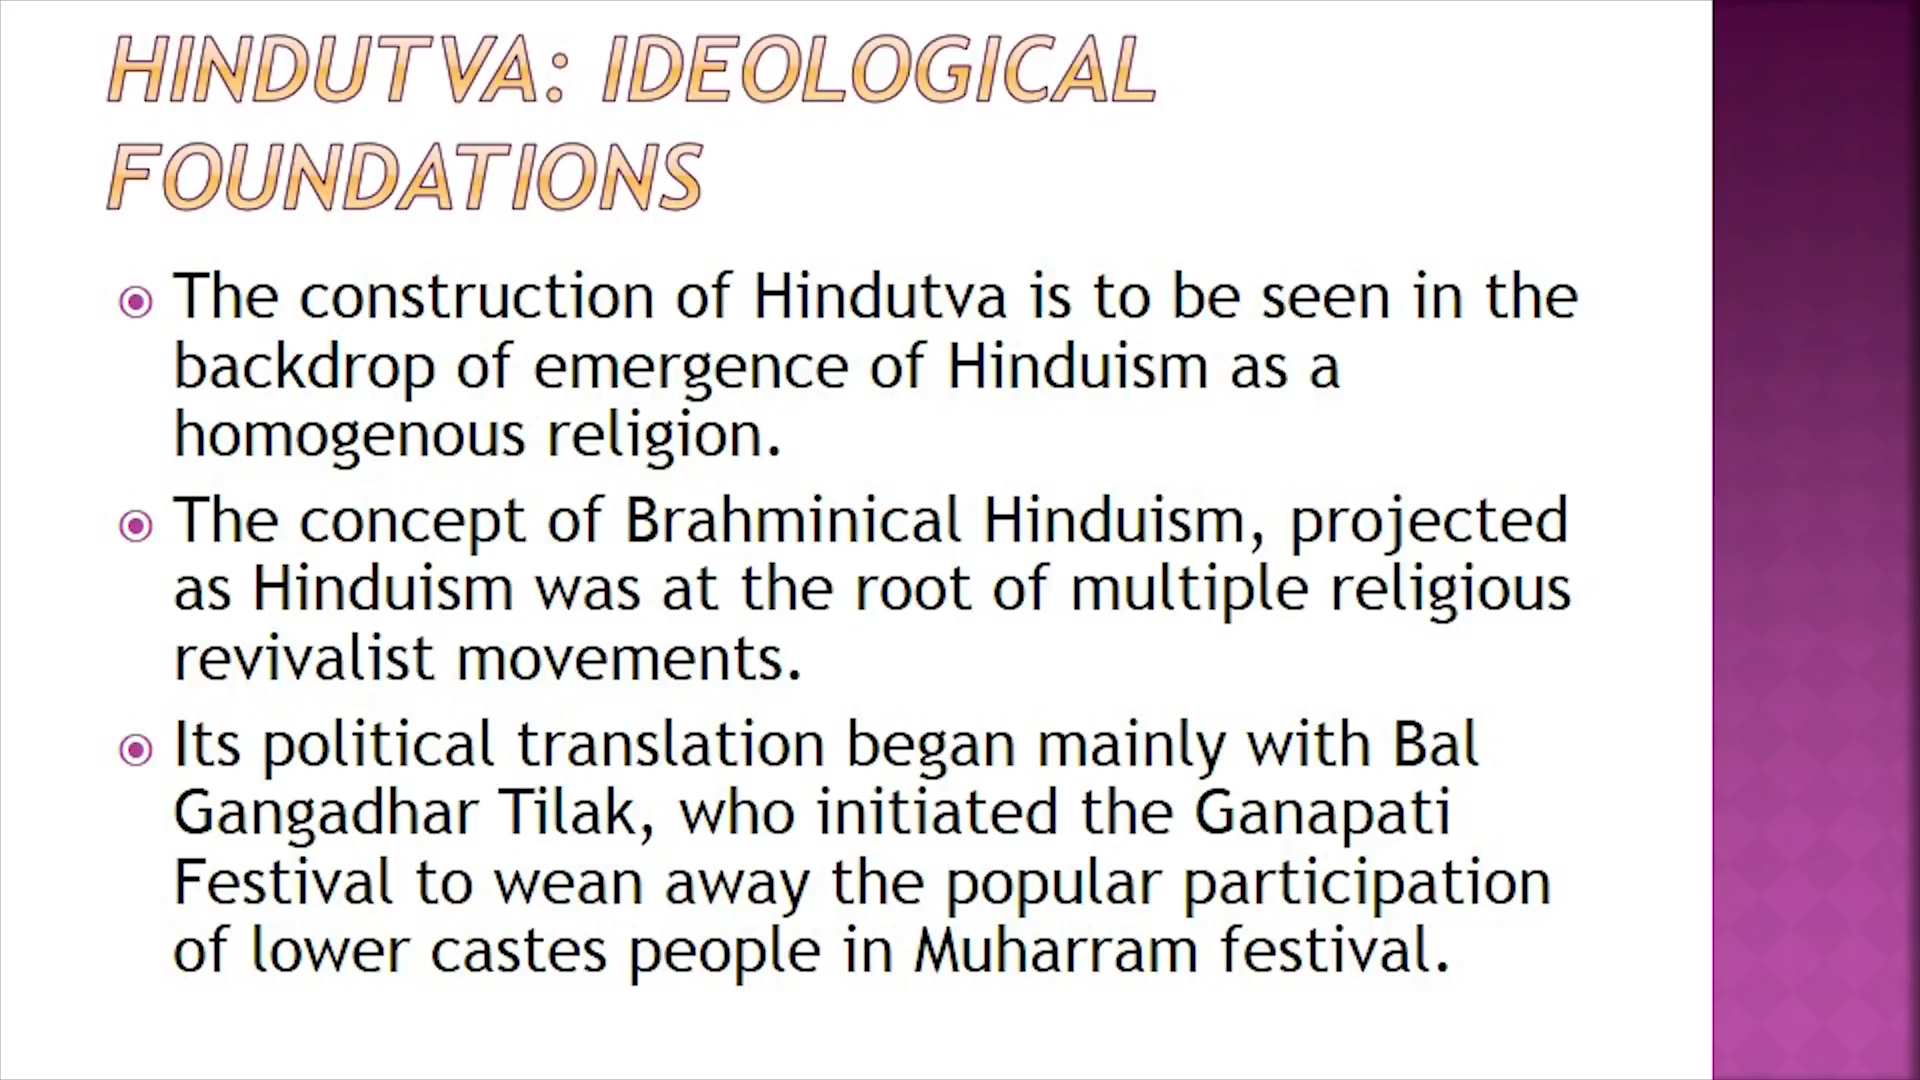 HINDUTVA: IDEOLOGICAL
FOUNDATIONS
The construction of Hindutva is to be seen in the
backdrop of emergence of Hinduism as a
homogenous religion.
The concept of Brahminical Hinduism, projected
as Hinduism was at the root of multiple religious
revivalist movements.
Its political translation began mainly with Bal
Gangadhar Tilak, who initiated the Ganapati
Festival to wean away the popular participation
of lower castes people in Muharram festival.